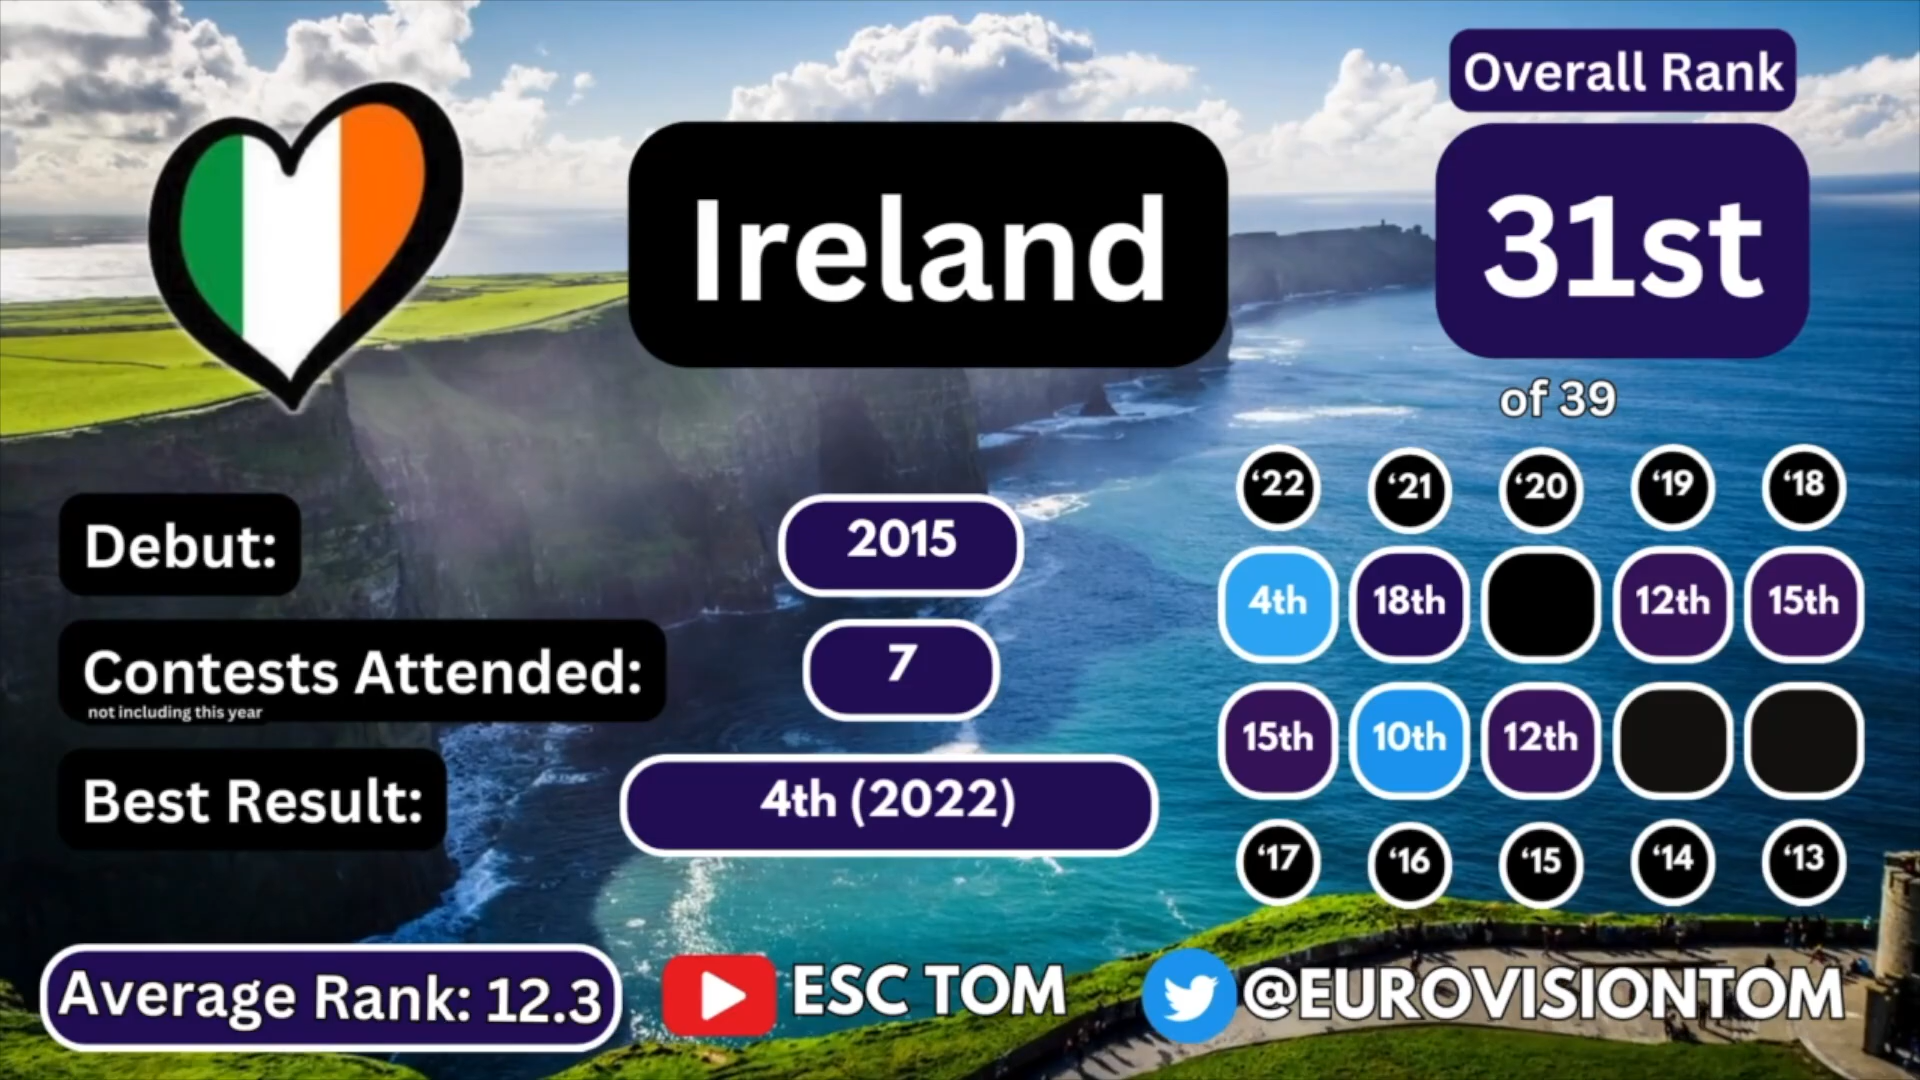 Overall Rank
Ireland
31st
of 39
‘22 ‘21 ‘20 ‘19 ‘18
Debut: 2015
4th 18th 12th 15th
Contests Attended: 7
not including this year
15th 10th 12th
Best Result: 4th (2022)
‘17 ‘16 ‘15 ‘14 ‘13
Average Rank: 12.3
ESC TOM
@EUROVISIONTOM